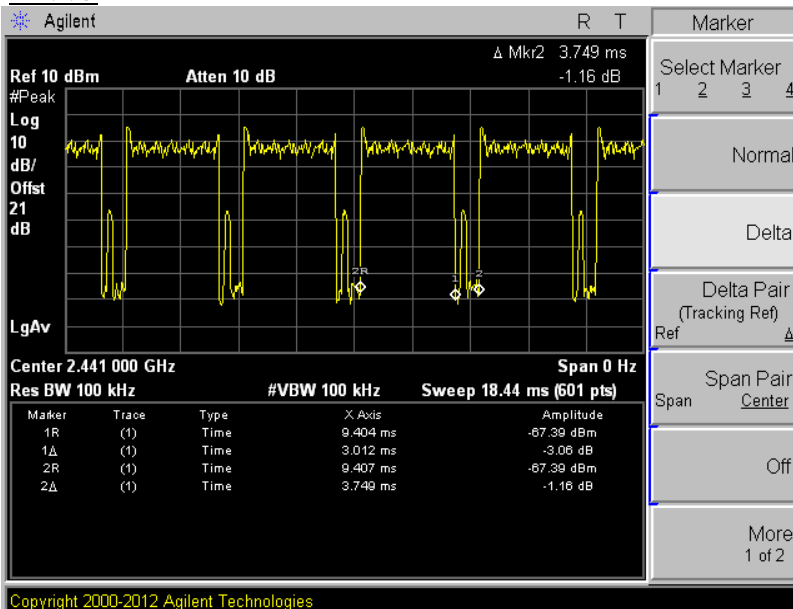 Agilent R T
Δ Mkr2 3.749 ms
Ref 10 dBm Atten 10 dB -1.16 dB
#Peak
Log
10
dB/
Offst
21
dB
LgAv
2R
1
2
Center 2.441 000 GHz Span 0 Hz
Res BW 100 kHz #VBW 100 kHz Sweep 18.44 ms (601 pts)
Marker Trace Type X Axis Amplitude
1R (1) Time 9.404 ms -67.39 dBm
1Δ (1) Time 3.012 ms -3.06 dB
2R (1) Time 9.407 ms -67.39 dBm
2Δ (1) Time 3.749 ms -1.16 dB
Marker
Select Marker
1 2 3 4
Normal
Delta
Delta Pair
(Tracking Ref)
Ref Δ
Span Pair
Span Center
Off
More
1 of 2
Copyright 2000-2012 Agilent Technologies